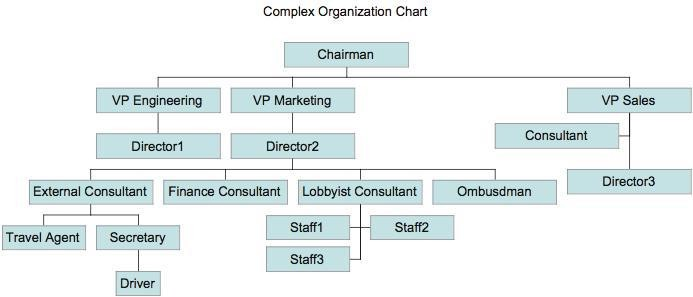 Complex Organization Chart
Chairman
VP Engineering
VP Marketing
VP Sales
Consultant
Director1
Director2
Director3
External Consultant
Finance Consultant
Lobbyist Consultant
Ombusdman
Travel Agent
Secretary
Staff1
Staff2
Staff3
Driver